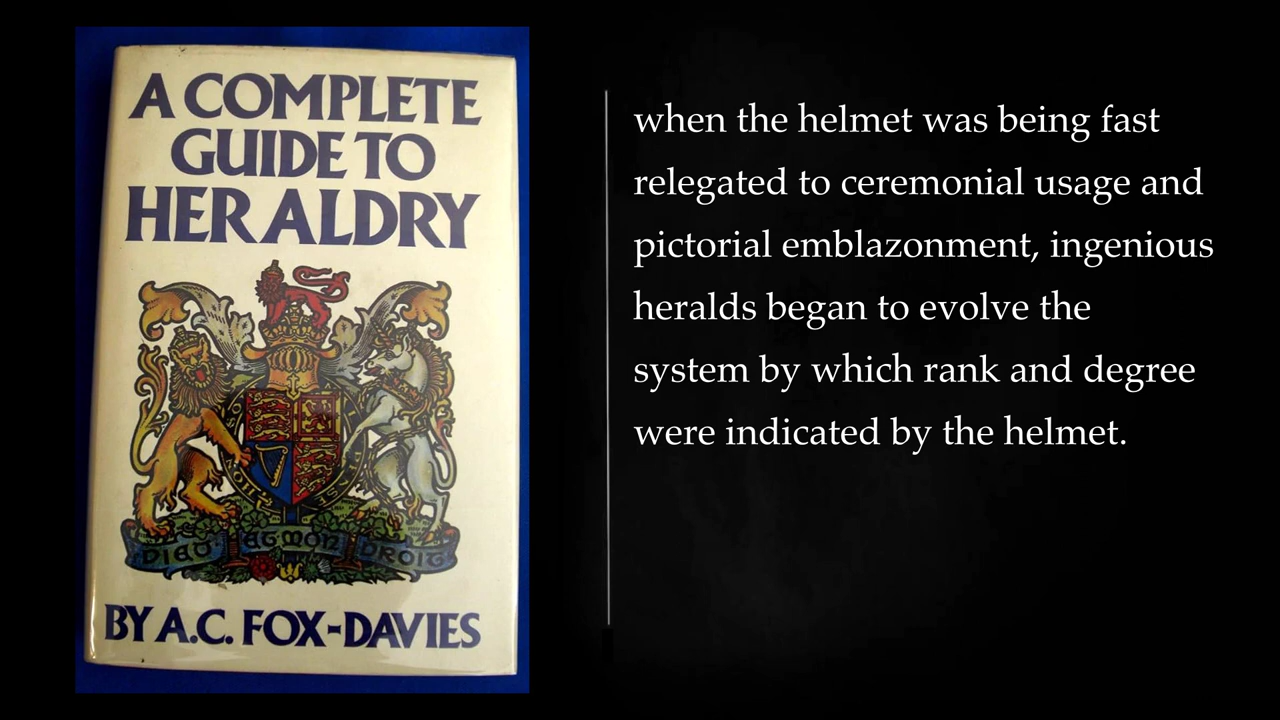 A COMPLETE
GUIDE TO
HERALDRY
DIEU ET MON DROIT
BY A.C. FOX-DAVIES
when the helmet was being fast
relegated to ceremonial usage and
pictorial emblazonment, ingenious
heralds began to evolve the
system by which rank and degree
were indicated by the helmet.